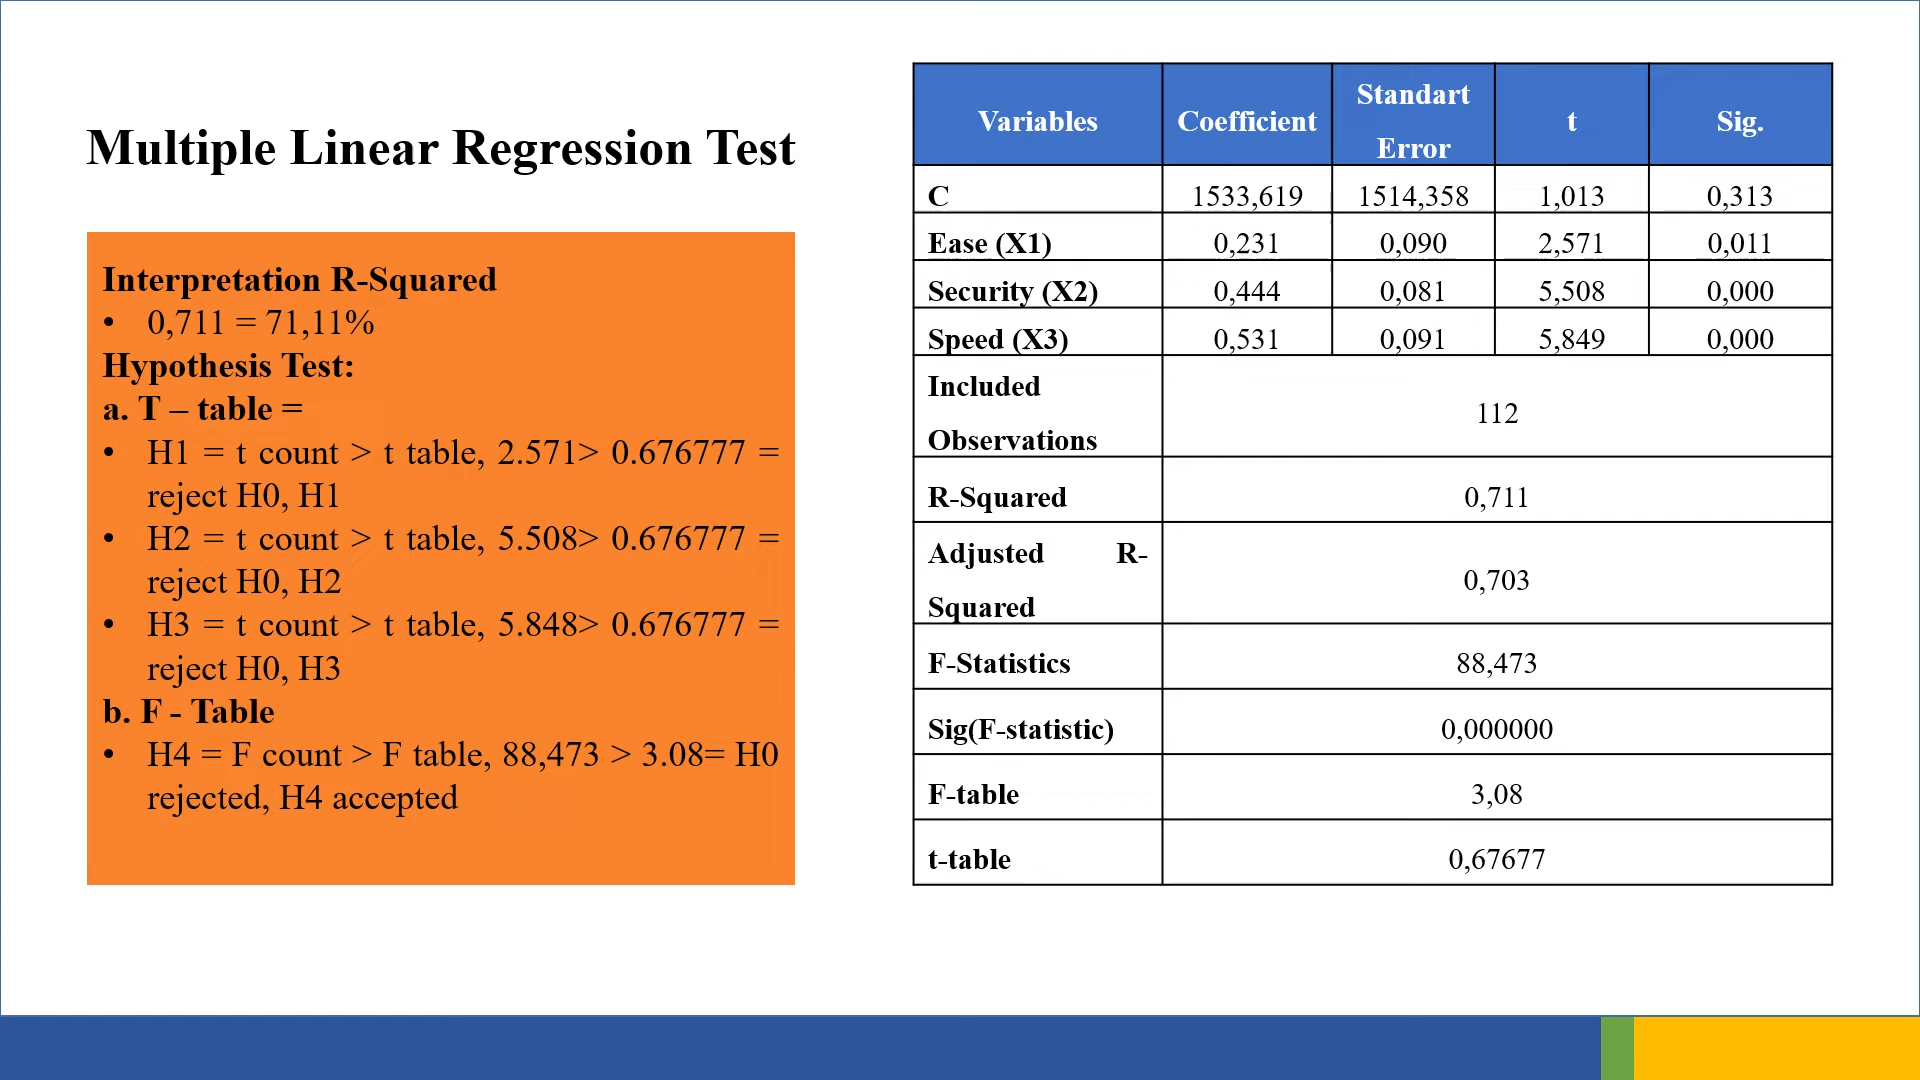 Multiple Linear Regression Test
Interpretation R-Squared
• 0,711 = 71,11%
Hypothesis Test:
a. T – table =
• H1 = t count > t table, 2.571> 0.676777 =
reject H0, H1
• H2 = t count > t table, 5.508> 0.676777 =
reject H0, H2
• H3 = t count > t table, 5.848> 0.676777 =
reject H0, H3
b. F - Table
• H4 = F count > F table, 88,473 > 3.08= H0
rejected, H4 accepted
Variables Coefficient Standart Error t Sig.
C 1533,619 1514,358 1,013 0,313
Ease (X1) 0,231 0,090 2,571 0,011
Security (X2) 0,444 0,081 5,508 0,000
Speed (X3) 0,531 0,091 5,849 0,000
Included
Observations 112
R-Squared 0,711
Adjusted R-
Squared 0,703
F-Statistics 88,473
Sig(F-statistic) 0,000000
F-table 3,08
t-table 0,67677